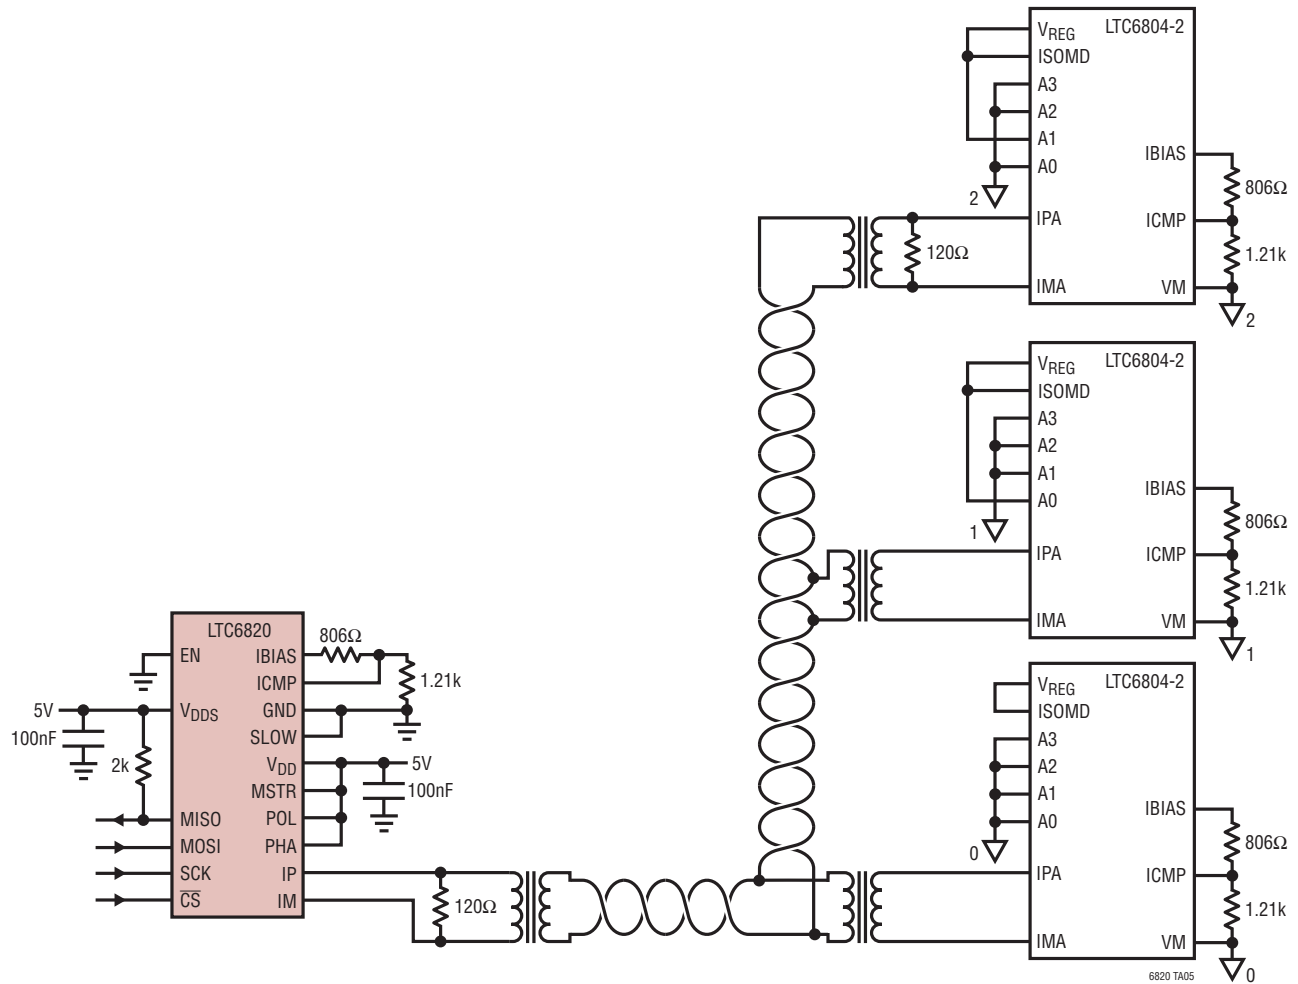 LTC6804-2
VREG
ISOMD
A3
A2
A1
A0
2
IPA
IMA
IBIAS
ICMP
VM
806Ω
1.21k
2
120Ω
LTC6804-2
VREG
ISOMD
A3
A2
A1
A0
1
IPA
IMA
IBIAS
ICMP
VM
806Ω
1.21k
1
LTC6804-2
VREG
ISOMD
A3
A2
A1
A0
0
IPA
IMA
IBIAS
ICMP
VM
806Ω
1.21k
0
LTC6820
EN
VDDS
MISO
MOSI
SCK
CS
IBIAS
ICMP
GND
SLOW
VDD
MSTR
POL
PHA
IP
IM
5V
100nF
2k
806Ω
1.21k
5V
100nF
120Ω
6820 TA05